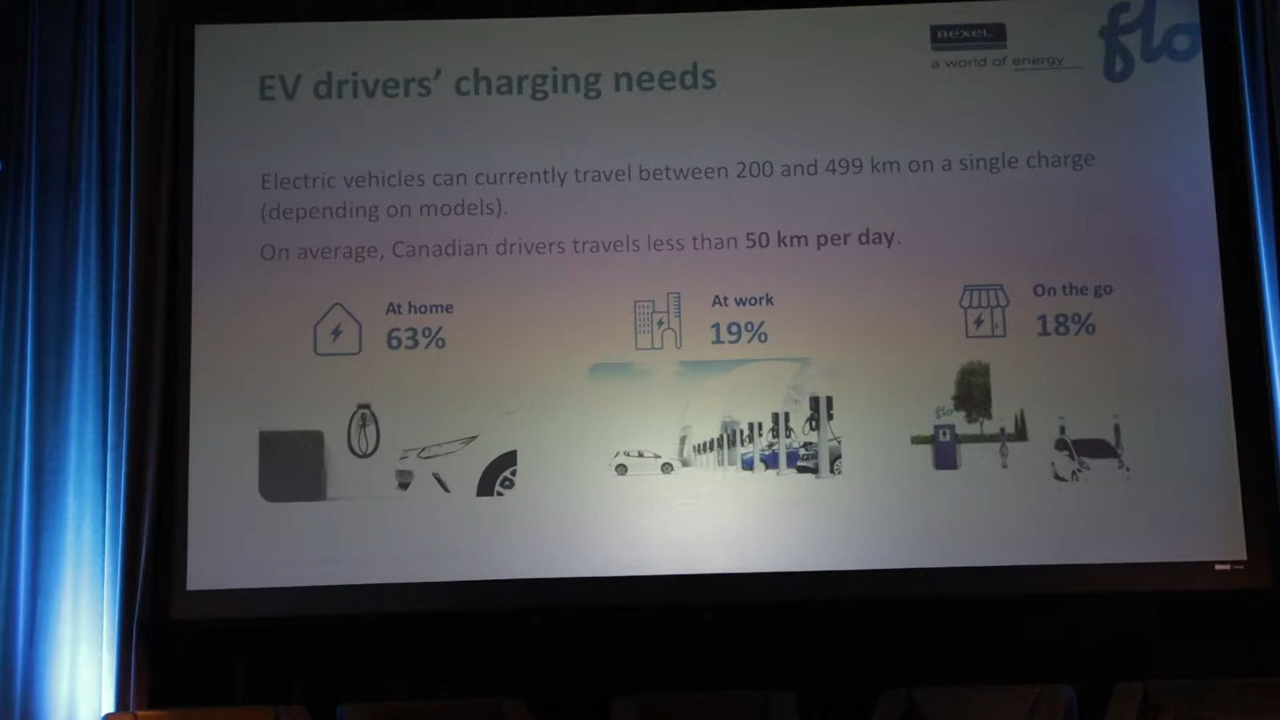 REXEL
a world of energy
flo
EV drivers' charging needs
Electric vehicles can currently travel between 200 and 499 km on a single charge
(depending on models).
On average, Canadian drivers travels less than 50 km per day.
At home
63%
At work
19%
On the go
18%
flo